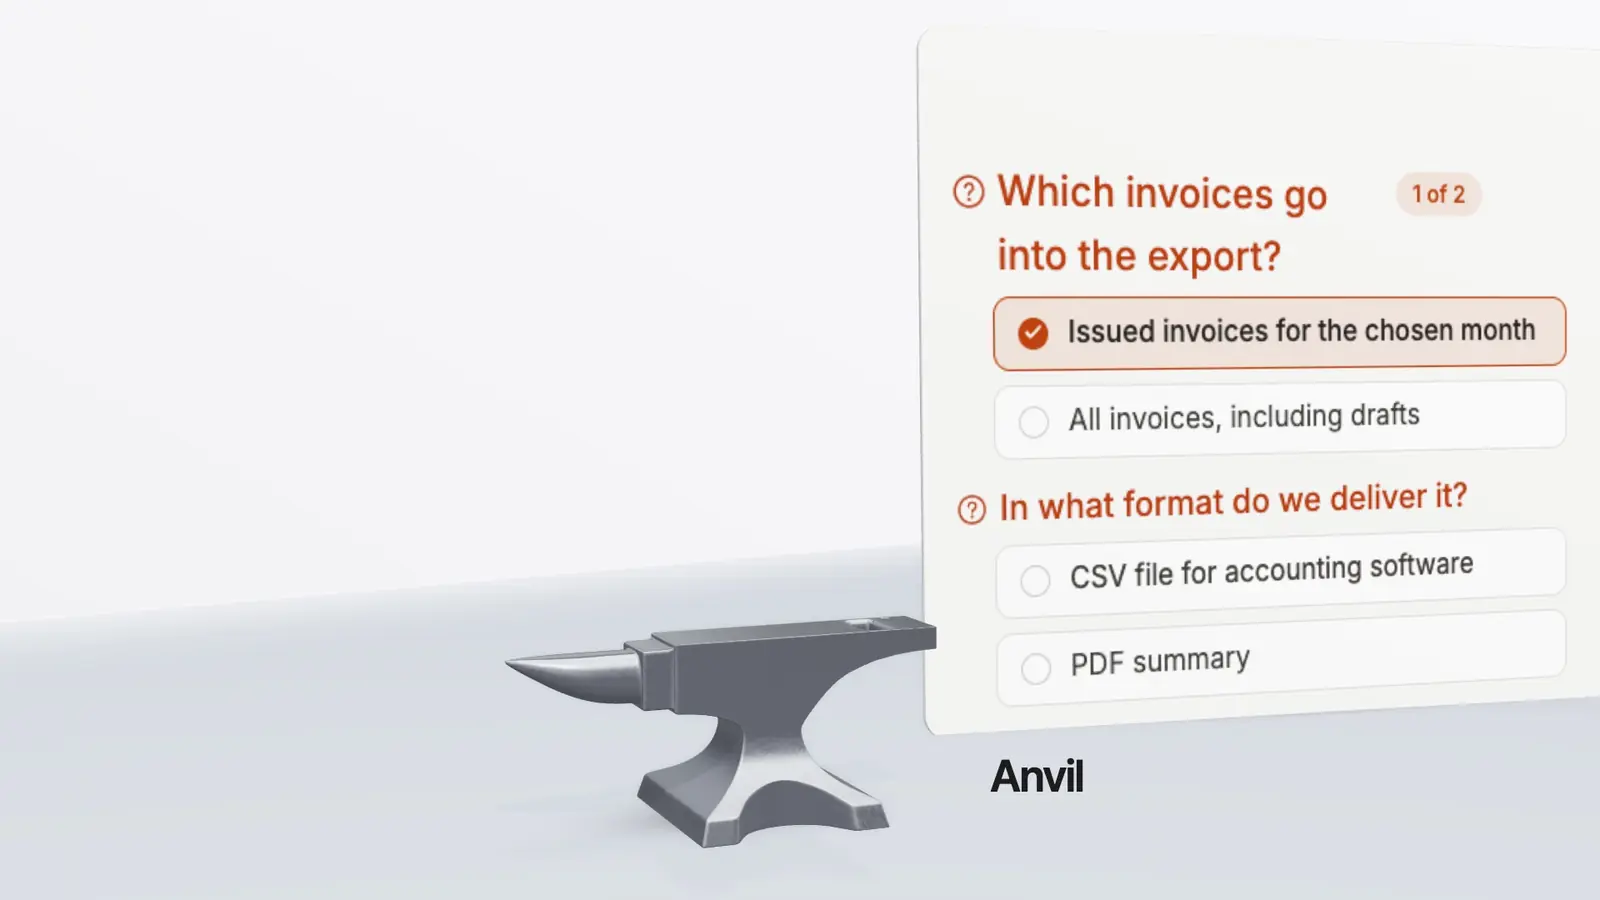 Which invoices go
into the export?
1 of 2
Issued invoices for the chosen month
All invoices, including drafts
In what format do we deliver it?
CSV file for accounting software
PDF summary
Anvil